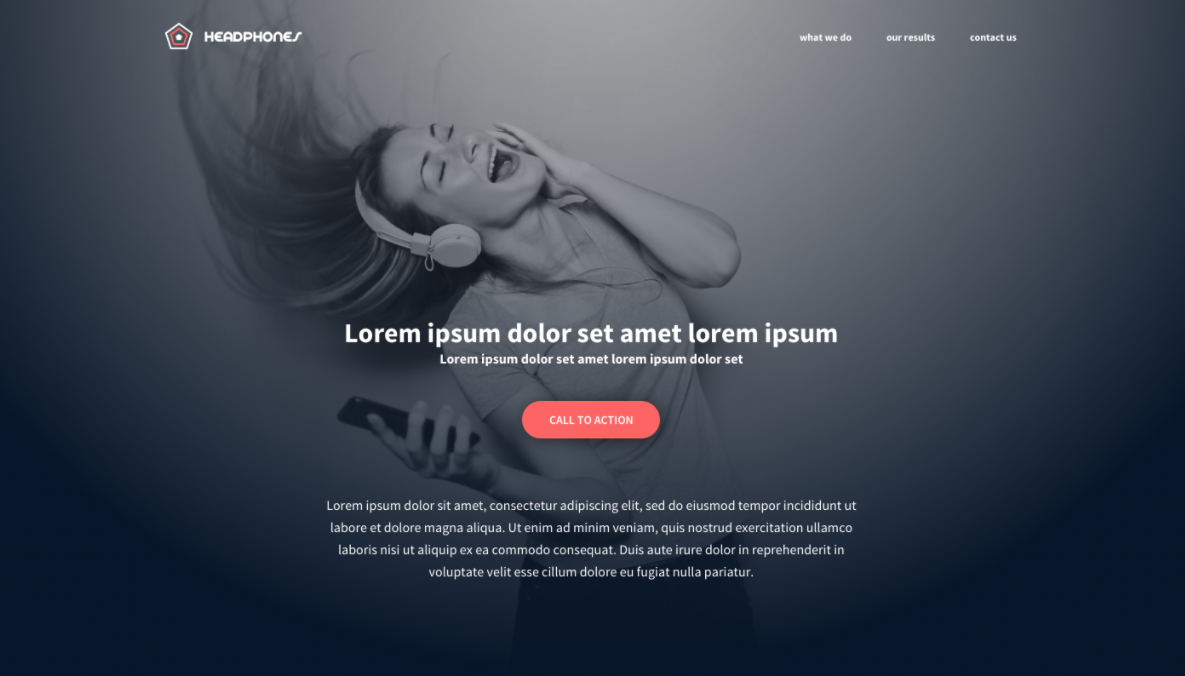 HEADPHONES
what we do
our results
contact us
Lorem ipsum dolor set amet lorem ipsum
Lorem ipsum dolor set amet lorem ipsum dolor set
CALL TO ACTION
Lorem ipsum dolor sit amet, consectetur adipiscing elit, sed do eiusmod tempor incididunt ut
labore et dolore magna aliqua. Ut enim ad minim veniam, quis nostrud exercitation ullamco
laboris nisi ut aliquip ex ea commodo consequat. Duis aute irure dolor in reprehenderit in
voluptate velit esse cillum dolore eu fugiat nulla pariatur.